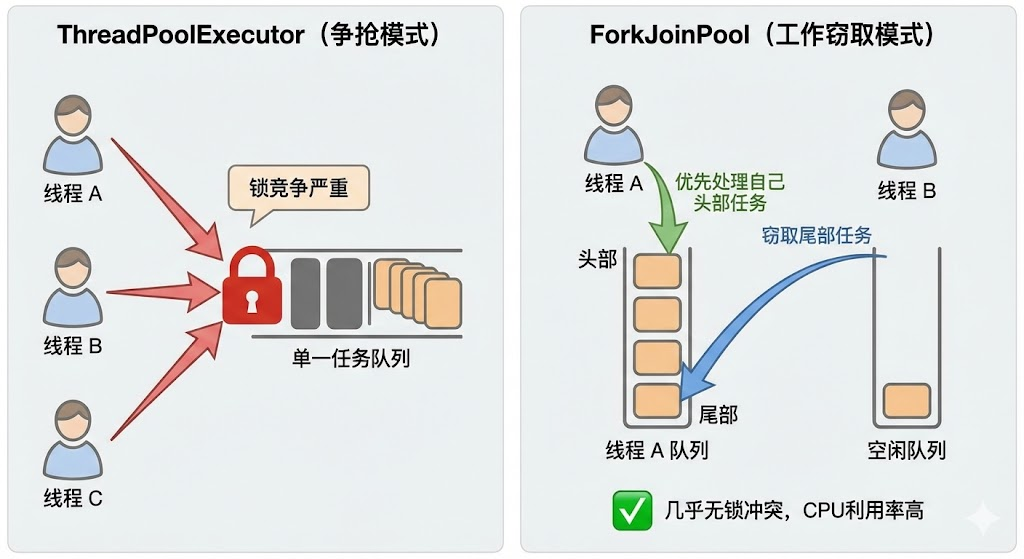 ThreadPoolExecutor（争抢模式）
线程 A
线程 B
线程 C
锁竞争严重
单一任务队列
ForkJoinPool（工作窃取模式）
线程 A
线程 B
优先处理自己
头部任务
窃取尾部任务
头部
尾部
线程 A 队列
空闲队列
几乎无锁冲突，CPU利用率高